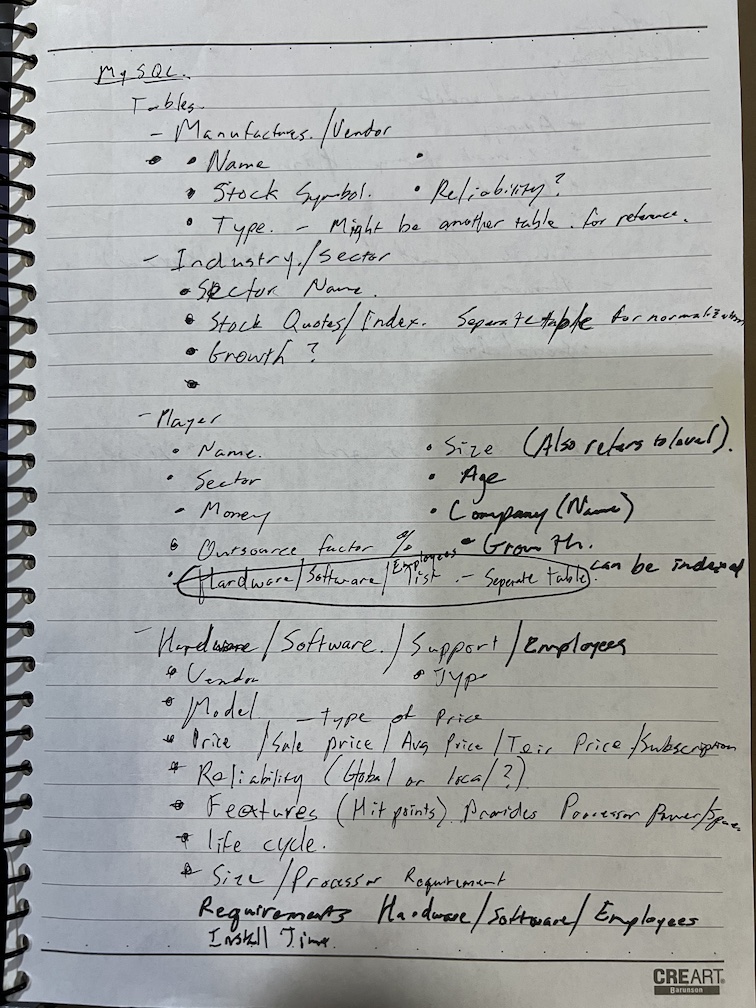 MySQL.
Tables.
- Manufactures./Vendor
• Name •
• Stock Symbol. • Reliability?
• Type. - Might be another table. for reference.
- Industry./Sector
• Sector Name.
• Stock Quotes/Index. Separate table for normalization
• Growth?
- Player
• Name. • Size (Also refers to level).
• Sector • Age
• Money • Company (Name)
• Outsource factor % • Growth.
• Hardware/Software/Employees List. - Separate table. can be indexed
- Hardware/Software./Support/Employees
• Vendor • Type
• Model - Type of Price
• Price/Sale price/Avg Price/Teir Price/Subscription
• Reliability (Global or local?)
• Features (Hit points) Provides Processor Power/Space
• life cycle.
• Size/Processor Requirement
Requirements Hardware/Software/Employees
Install Time.
CREART
Barunson